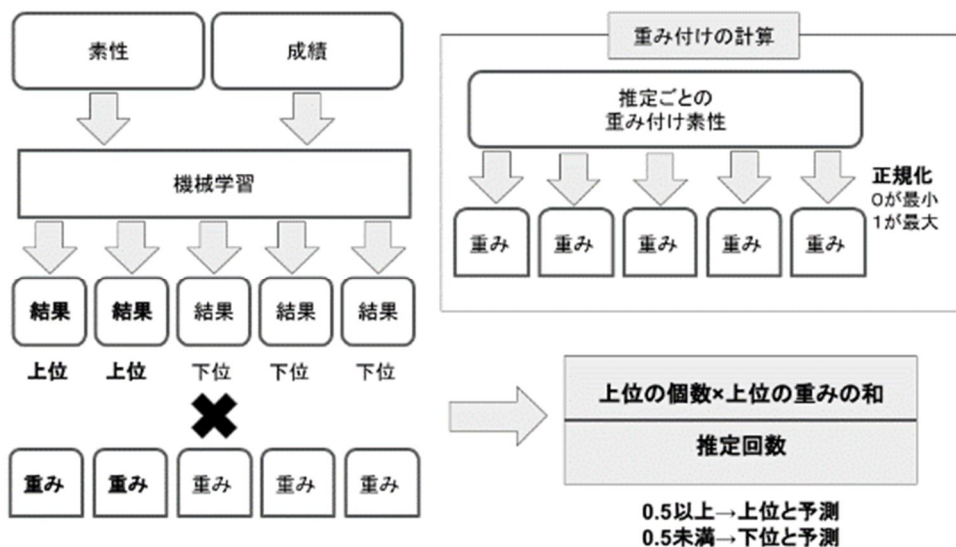 素性
成績
機械学習
結果
結果
結果
結果
結果
上位
上位
下位
下位
下位
重み
重み
重み
重み
重み
重み付けの計算
推定ごとの
重み付け素性
正規化
0が最小
1が最大
重み
重み
重み
重み
重み
上位の個数×上位の重みの和
推定回数
0.5以上→上位と予測
0.5未満→下位と予測